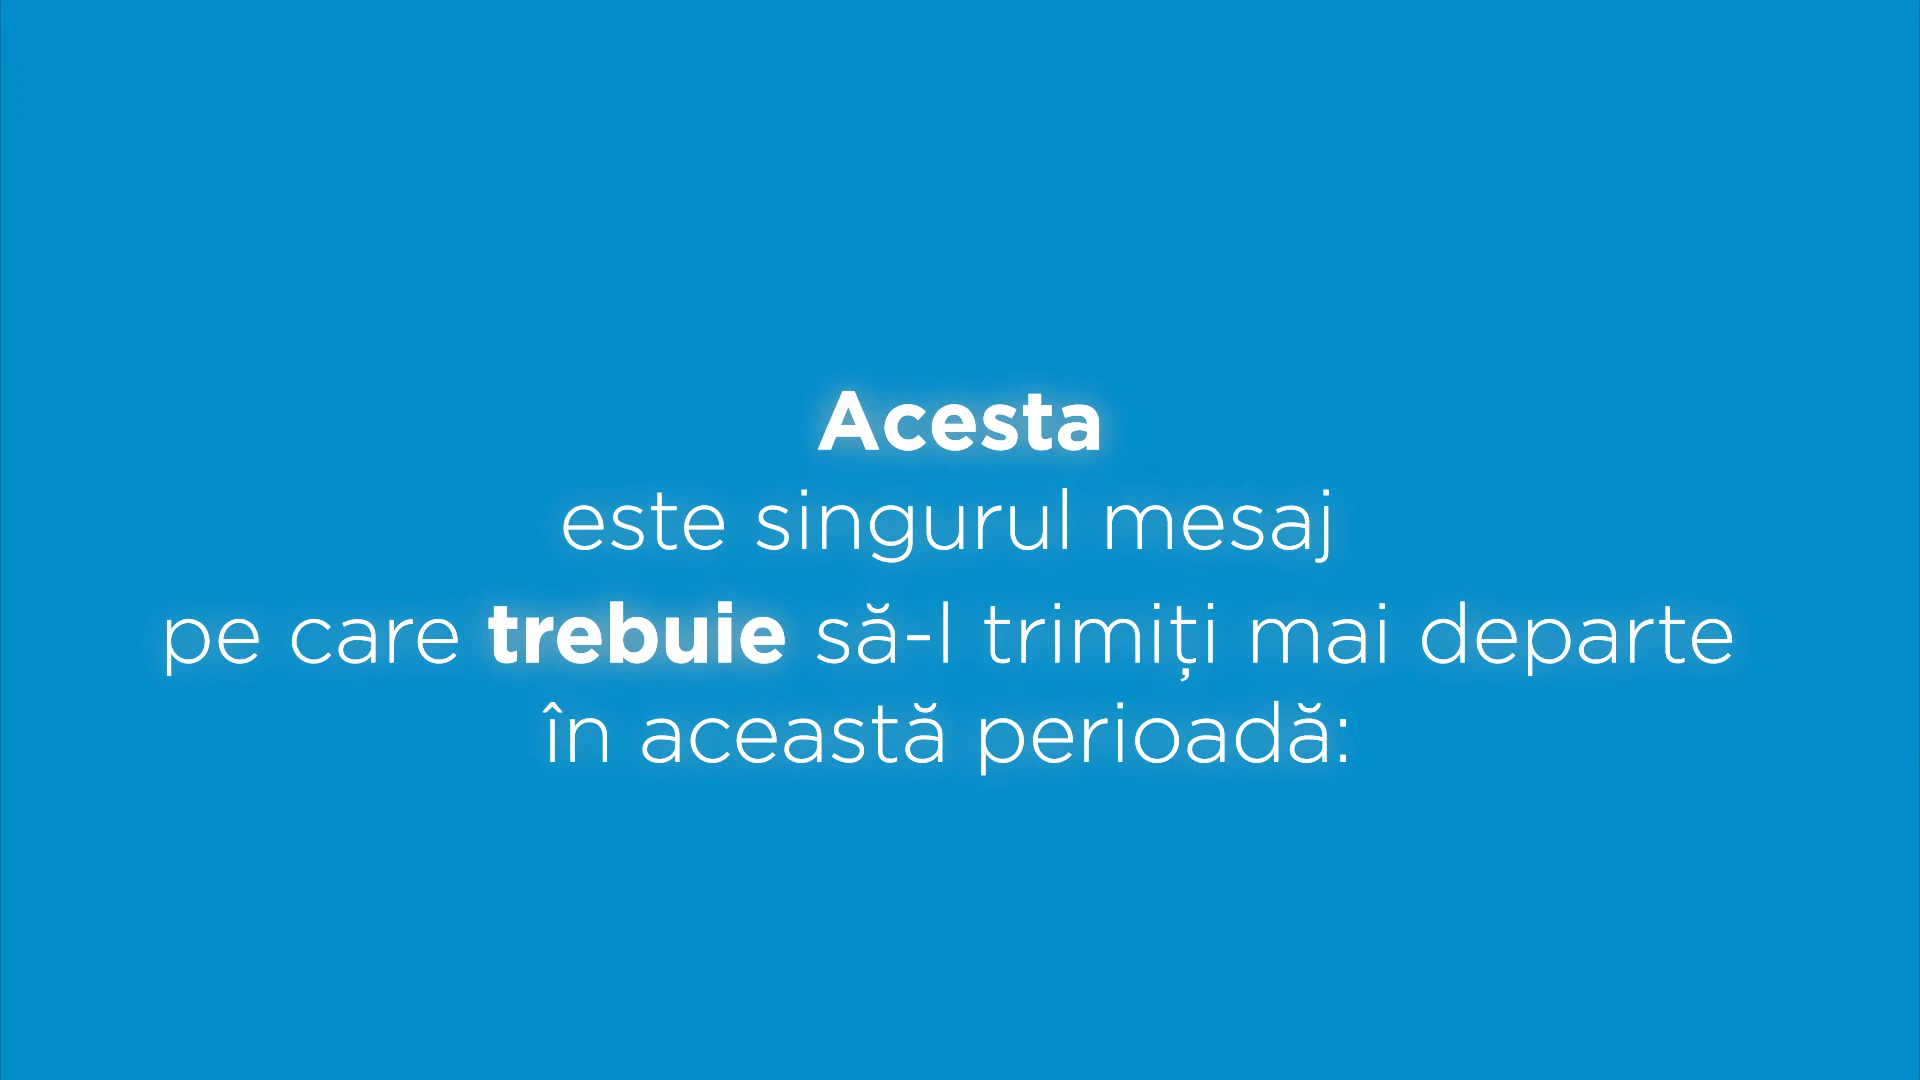 Acesta
este singurul mesaj
pe care trebuie să-l trimiți mai departe
în această perioadă: